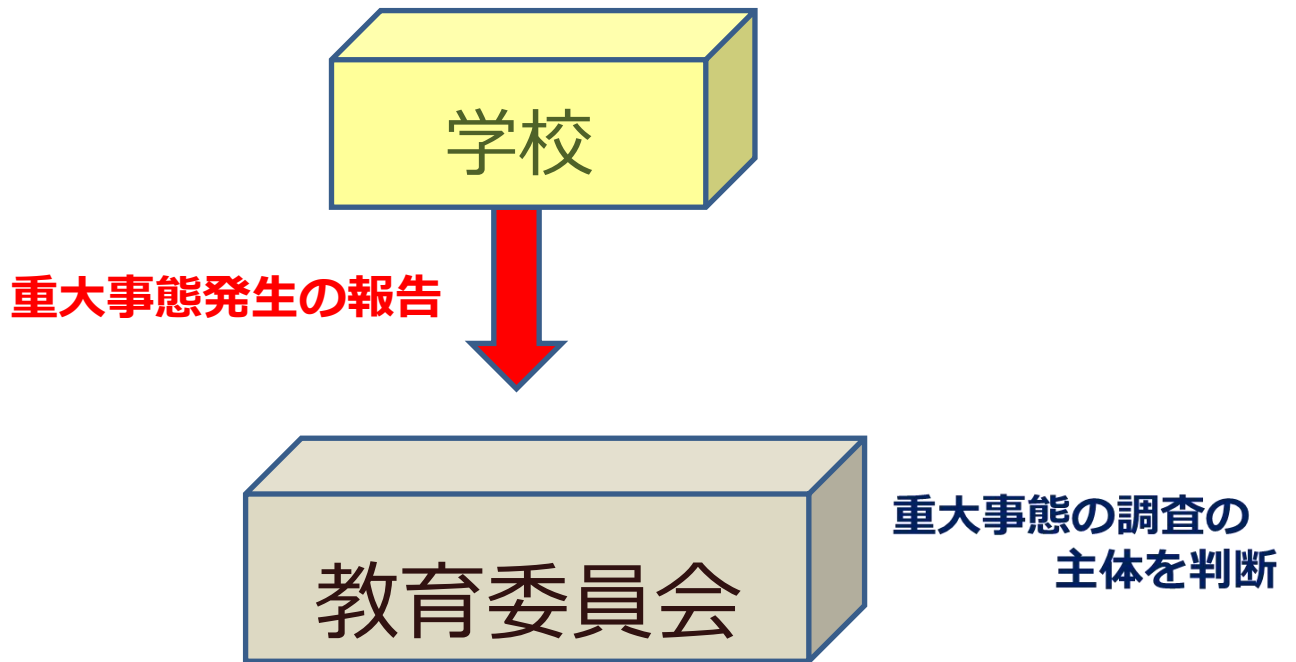 学校
重大事態発生の報告
教育委員会
重大事態の調査の
主体を判断